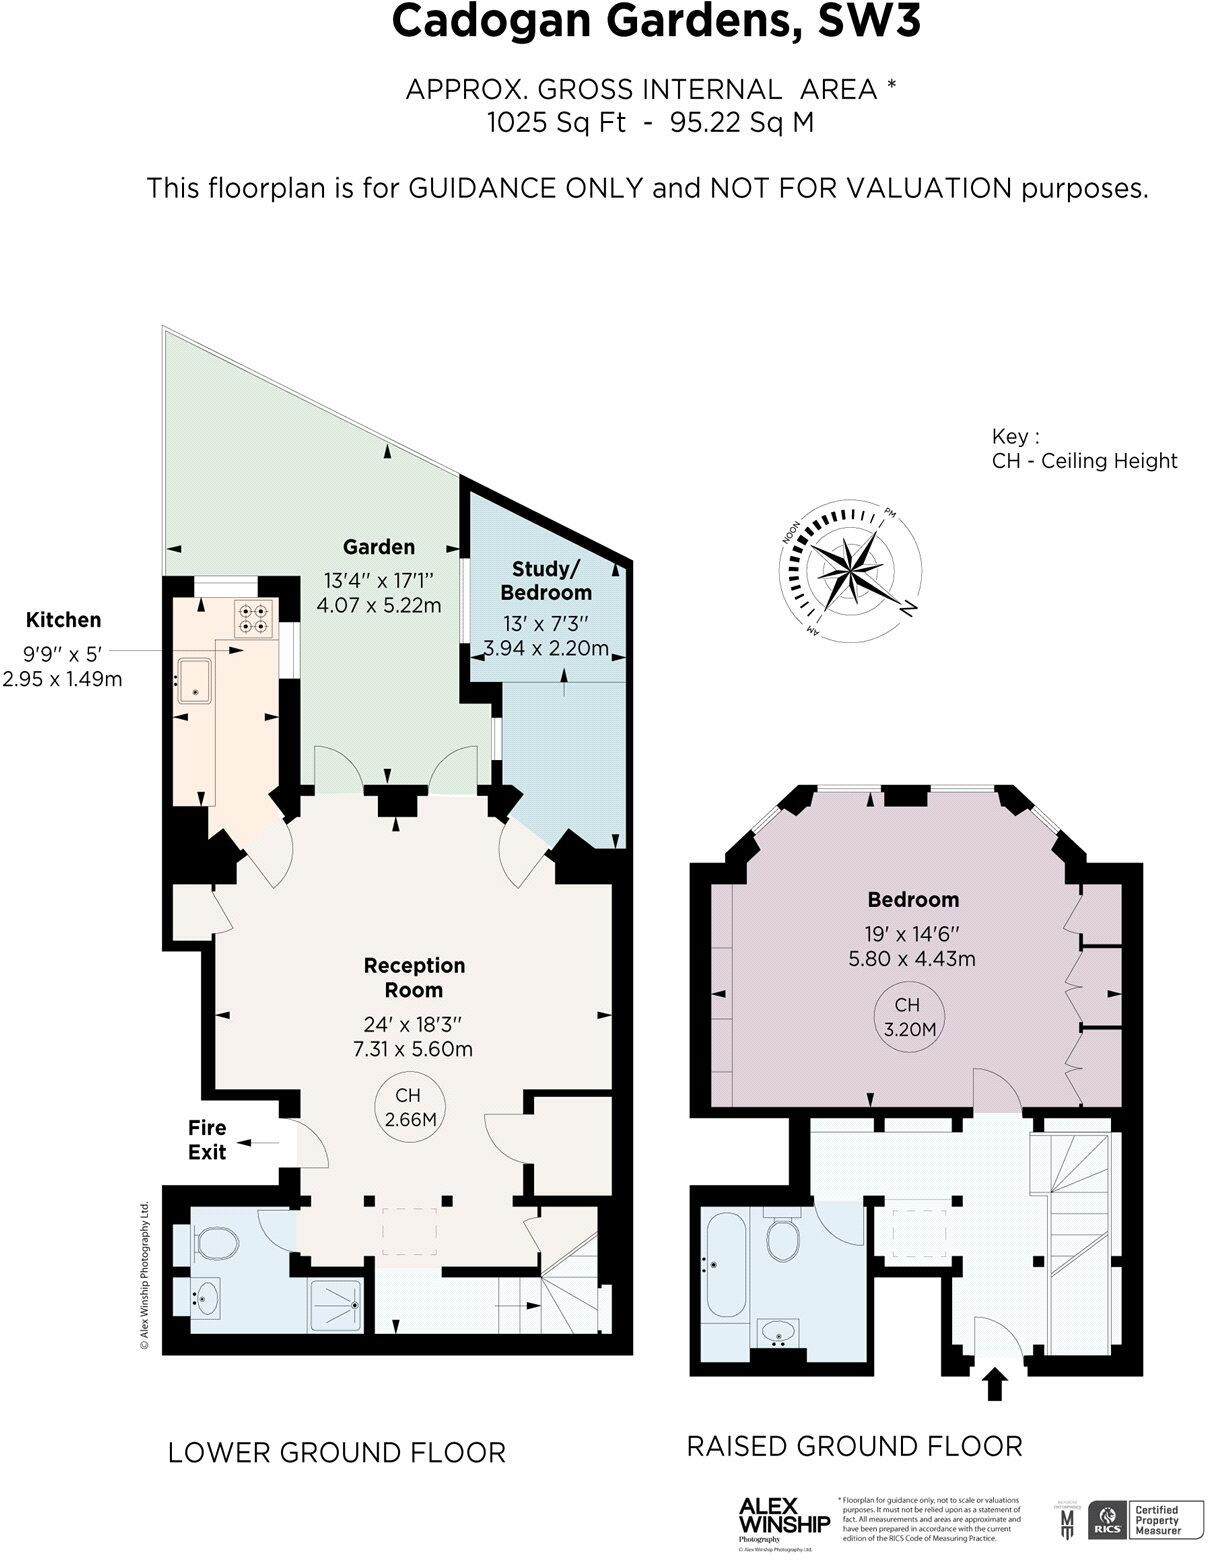 Cadogan Gardens, SW3
APPROX. GROSS INTERNAL AREA *
1025 Sq Ft - 95.22 Sq M
This floorplan is for GUIDANCE ONLY and NOT FOR VALUATION purposes.
Key :
CH - Ceiling Height
NOON
PM
AM
N
Garden
13'4'' x 17'1''
4.07 x 5.22m
Study/
Bedroom
13' x 7'3''
3.94 x 2.20m
Kitchen
9'9'' x 5'
2.95 x 1.49m
Reception
Room
24' x 18'3''
7.31 x 5.60m
CH
2.66M
Fire
Exit
Bedroom
19' x 14'6''
5.80 x 4.43m
CH
3.20M
© Alex Winship Photography Ltd.
LOWER GROUND FLOOR
RAISED GROUND FLOOR
ALEX
WINSHIP
Photography
© Alex Winship Photography Ltd.
* Floorplan for guidance only, not to scale or valuations
purposes. It must not be relied upon as a statement of
fact. All measurements and areas are approximate and
have been prepared in accordance with the current
edition of the RICS Code of Measuring Practice.
RICS
Certified
Property
Measurer